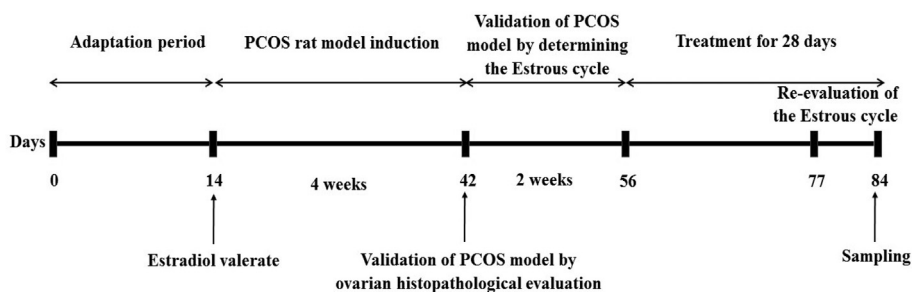 Adaptation period
PCOS rat model induction
Validation of PCOS
model by determining
the Estrous cycle
Treatment for 28 days
Re-evaluation of
the Estrous cycle
Days
0
14
4 weeks
42
2 weeks
56
77
84
Estradiol valerate
Validation of PCOS model by
ovarian histopathological evaluation
Sampling